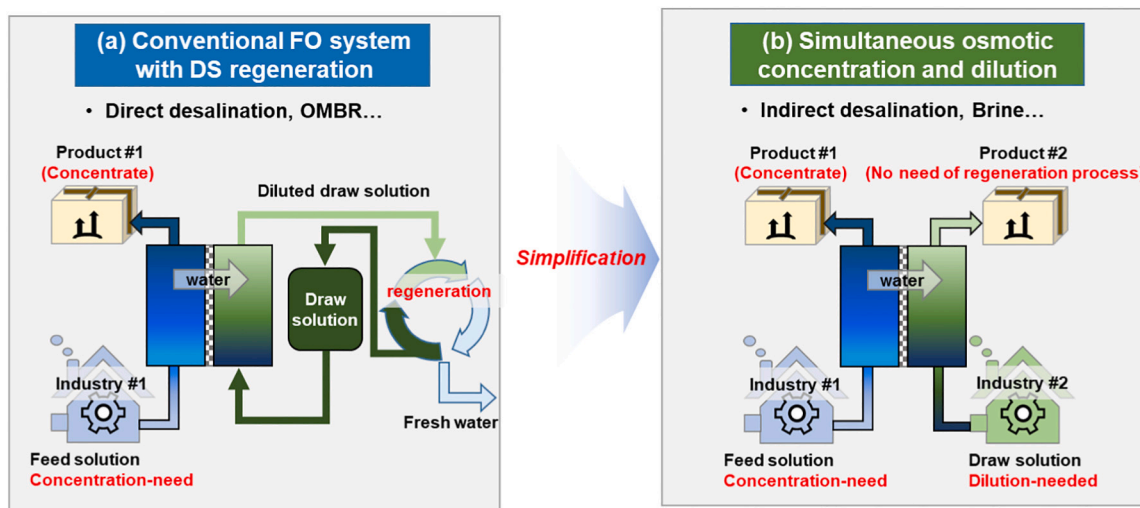 (a) Conventional FO system
with DS regeneration
• Direct desalination, OMBR...
Product #1
(Concentrate)
Diluted draw solution
water
Draw
solution
regeneration
Industry #1
Fresh water
Feed solution
Concentration-need
Simplification
(b) Simultaneous osmotic
concentration and dilution
• Indirect desalination, Brine...
Product #1
(Concentrate)
Product #2
(No need of regeneration process)
water
Industry #1
Industry #2
Feed solution
Concentration-need
Draw solution
Dilution-needed